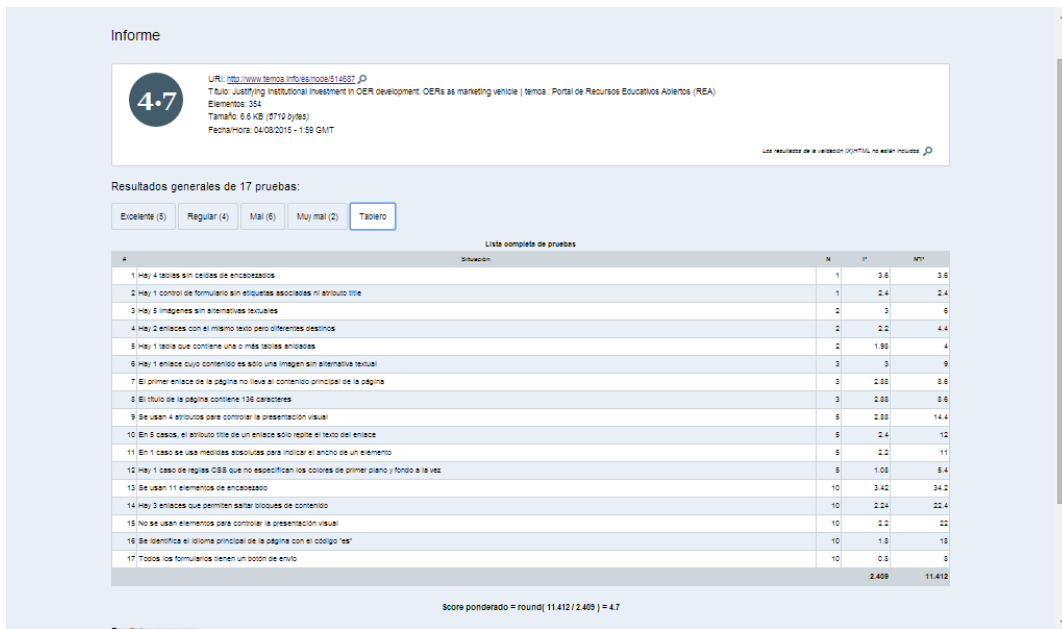 Informe
4.7
URI: http://www.temoa.info/es/node/514687
Título: Justifying Institutional Investment in OER development: OERs as marketing vehicle | temoa : Portal de Recursos Educativos Abiertos (REA)
Elementos: 354
Tamaño: 6.6 KB (6719 bytes)
Fecha/Hora: 04/08/2015 - 1:59 GMT
Los resultados de la validación (X)HTML no están incluidos.
Resultados generales de 17 pruebas:
Excelente (5) Regular (4) Mal (6) Muy mal (2) Tablero
Lista completa de pruebas
# Situación N I* N*I*
1 Hay 4 tablas sin celdas de encabezados 1 3.6 3.6
2 Hay 1 control de formulario sin etiquetas asociadas ni atributo title 1 2.4 2.4
3 Hay 5 imágenes sin alternativas textuales 2 3 6
4 Hay 2 enlaces con el mismo texto pero diferentes destinos 2 2.2 4.4
5 Hay 1 tabla que contiene una o más tablas anidadas 2 1.98 4
6 Hay 1 enlace cuyo contenido es sólo una imagen sin alternativa textual 3 3 9
7 El primer enlace de la página no lleva al contenido principal de la página 3 2.88 8.6
8 El título de la página contiene 136 caracteres 3 2.88 8.6
9 Se usan 4 atributos para controlar la presentación visual 5 2.88 14.4
10 En 5 casos, el atributo title de un enlace sólo repite el texto del enlace 5 2.4 12
11 En 1 caso se usa medidas absolutas para indicar el ancho de un elemento 5 2.2 11
12 Hay 1 caso de reglas CSS que no especifican los colores de primer plano y fondo a la vez 5 1.08 5.4
13 Se usan 11 elementos de encabezado 10 3.42 34.2
14 Hay 3 enlaces que permiten saltar bloques de contenido 10 2.24 22.4
15 No se usan elementos para controlar la presentación visual 10 2.2 22
16 Se identifica el idioma principal de la página con el código "es" 10 1.8 18
17 Todos los formularios tienen un botón de envío 10 0.8 8
2.409 11.412
Score ponderado = round( 11.412 / 2.409 ) = 4.7